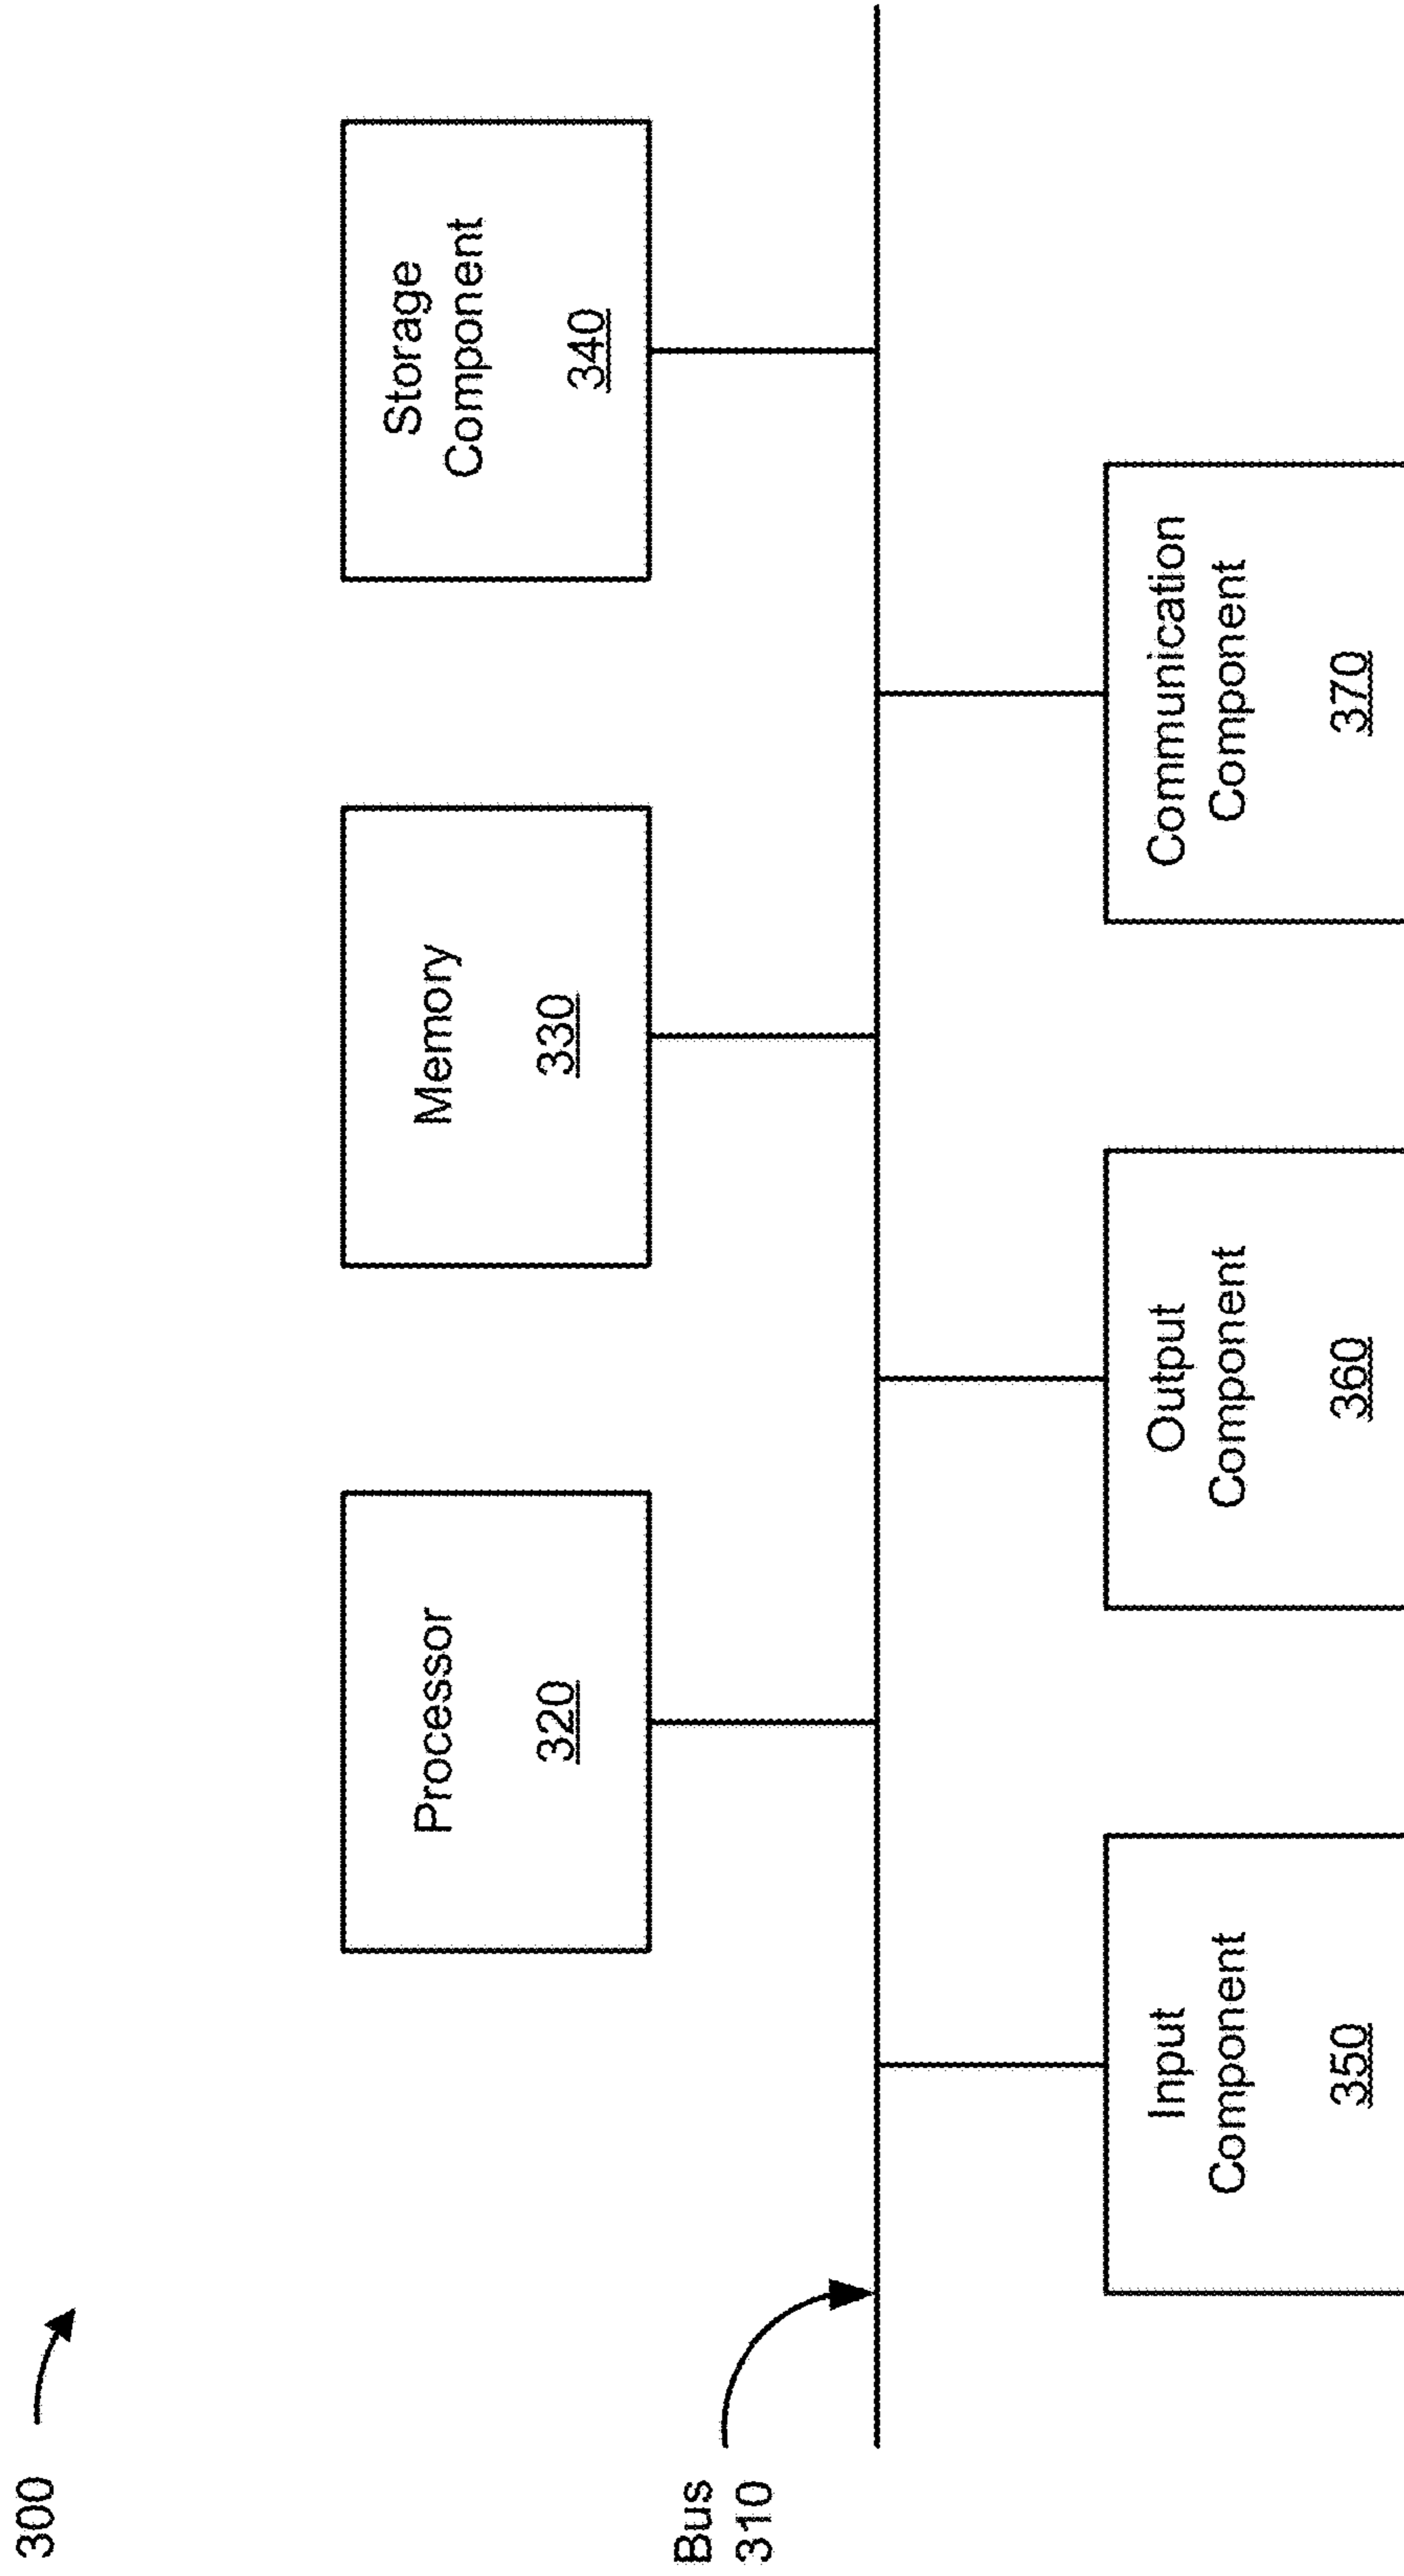 300
Processor
320
Memory
330
Storage
Component
340
Bus
310
Input
Component
350
Output
Component
360
Communication
Component
370